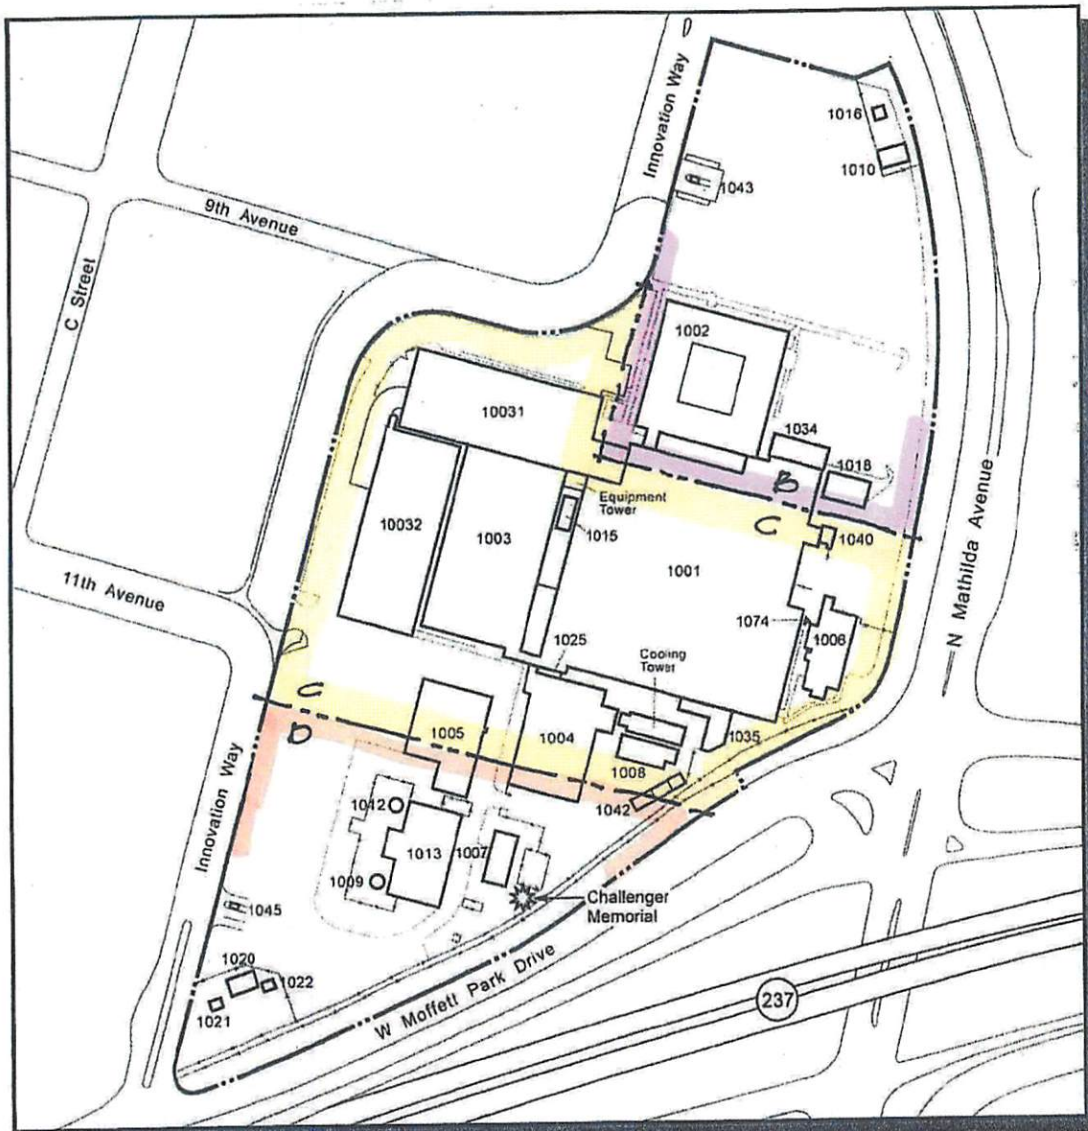 Innovation Way
1016
1010
1043
9th Avenue
C Street
1002
1034
1018
B
C
10031
Equipment
Tower
1015
1040
10032
1003
1001
11th Avenue
1074
1006
1025
Cooling
Tower
N Mathilda Avenue
C
D
1005
1004
1035
1008
1042
Innovation Way
1012
1013
1007
1009
Challenger
Memorial
1045
1020
1022
1021
W Moffett Park Drive
237